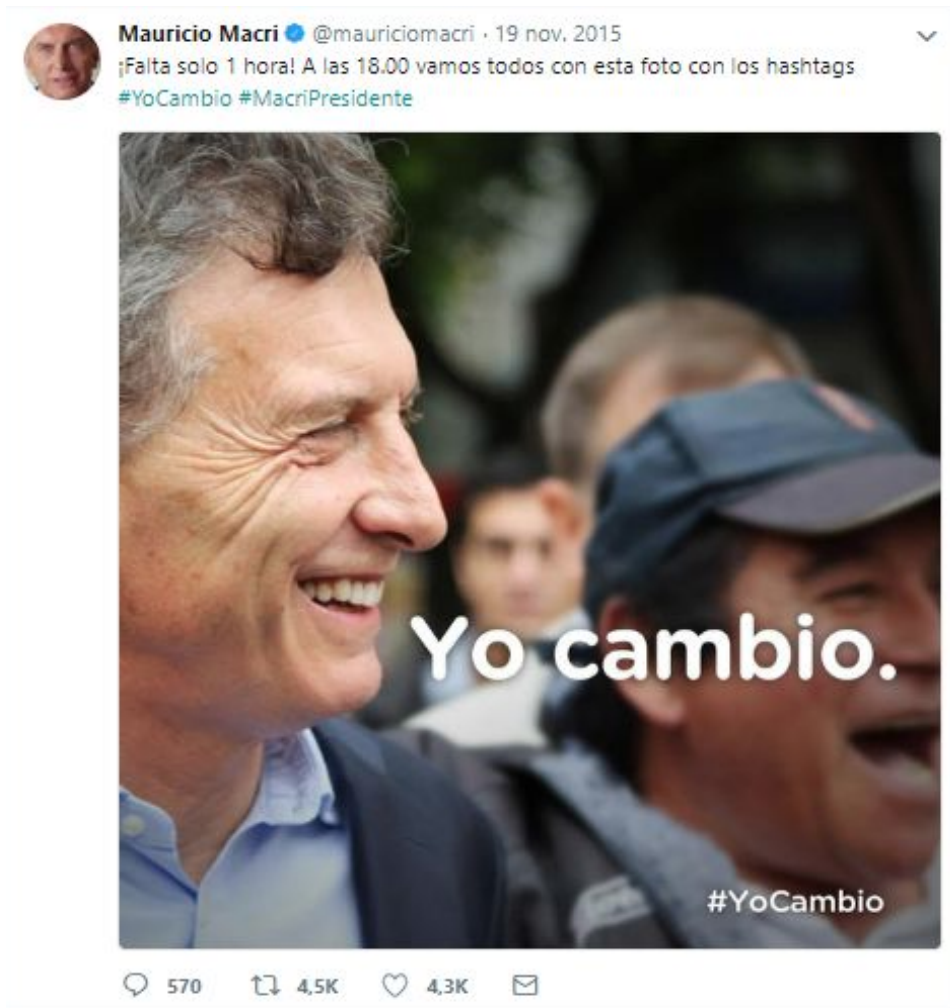 Mauricio Macri @mauriciomacri · 19 nov. 2015
¡Falta solo 1 hora! A las 18.00 vamos todos con esta foto con los hashtags
#YoCambio #MacriPresidente
Yo cambio.
#YoCambio
570 4,5K 4,3K